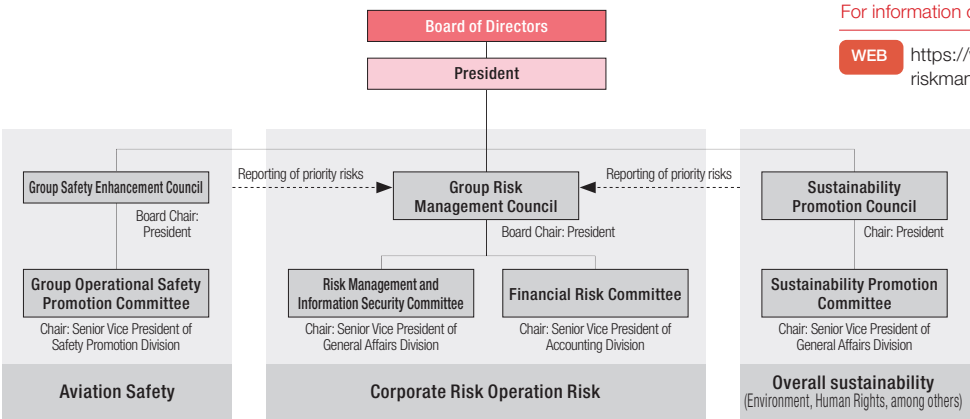 Board of Directors
President
For information o
WEB
https://
riskmar
Group Safety Enhancement Council
Board Chair:
President
Group Operational Safety
Promotion Committee
Chair: Senior Vice President of
Safety Promotion Division
Aviation Safety
Reporting of priority risks
Group Risk
Management Council
Board Chair: President
Reporting of priority risks
Risk Management and
Information Security Committee
Chair: Senior Vice President of
General Affairs Division
Financial Risk Committee
Chair: Senior Vice President of
Accounting Division
Corporate Risk Operation Risk
Sustainability
Promotion Council
Chair: President
Sustainability Promotion
Committee
Chair: Senior Vice President of
General Affairs Division
Overall sustainability
(Environment, Human Rights, among others)